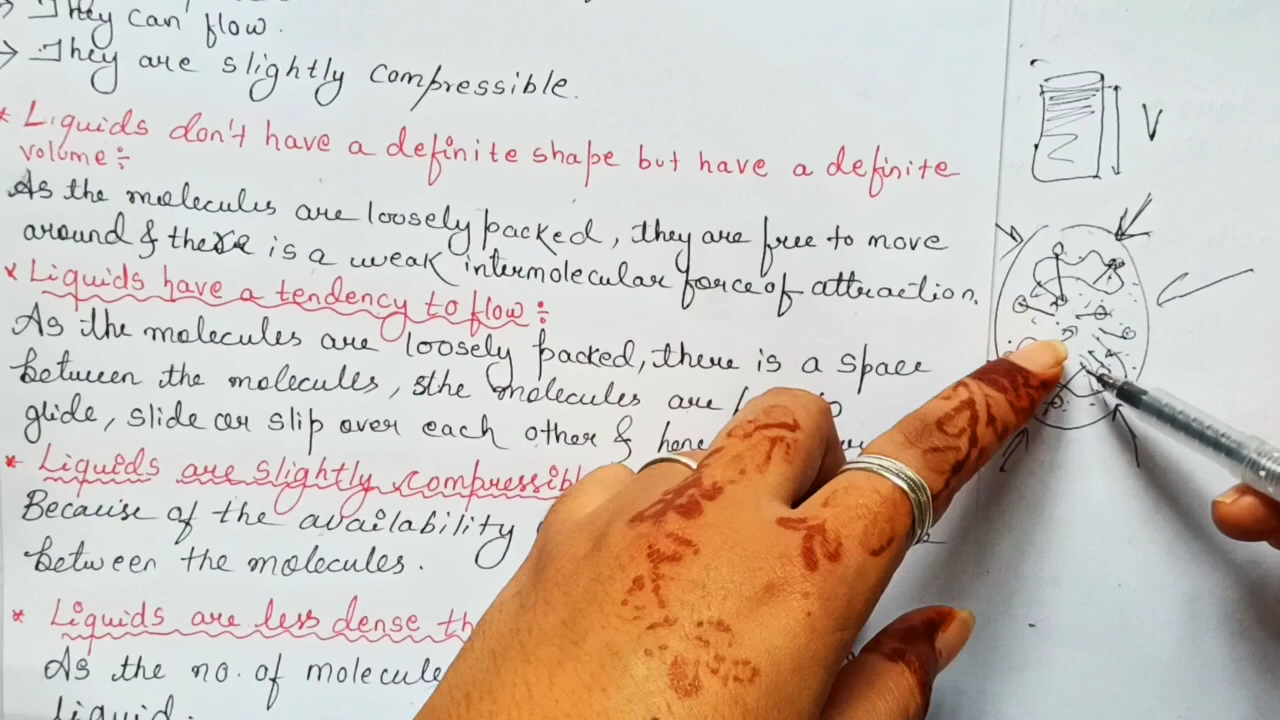 → They can flow.
→ They are slightly compressible.
* Liquids don't have a definite shape but have a definite
volume :-
As the molecules are loosely packed, they are free to move
around & there is a weak intermolecular force of attraction.
* Liquids have a tendency to flow :-
As the molecules are loosely packed, there is a space
between the molecules, sthe molecules are
glide, slide or slip over each other &
* Liquids are slightly compressib
Because of the availability
between the molecules.
* Liquids are less dense th
As the no. of molecule
liquid.
V